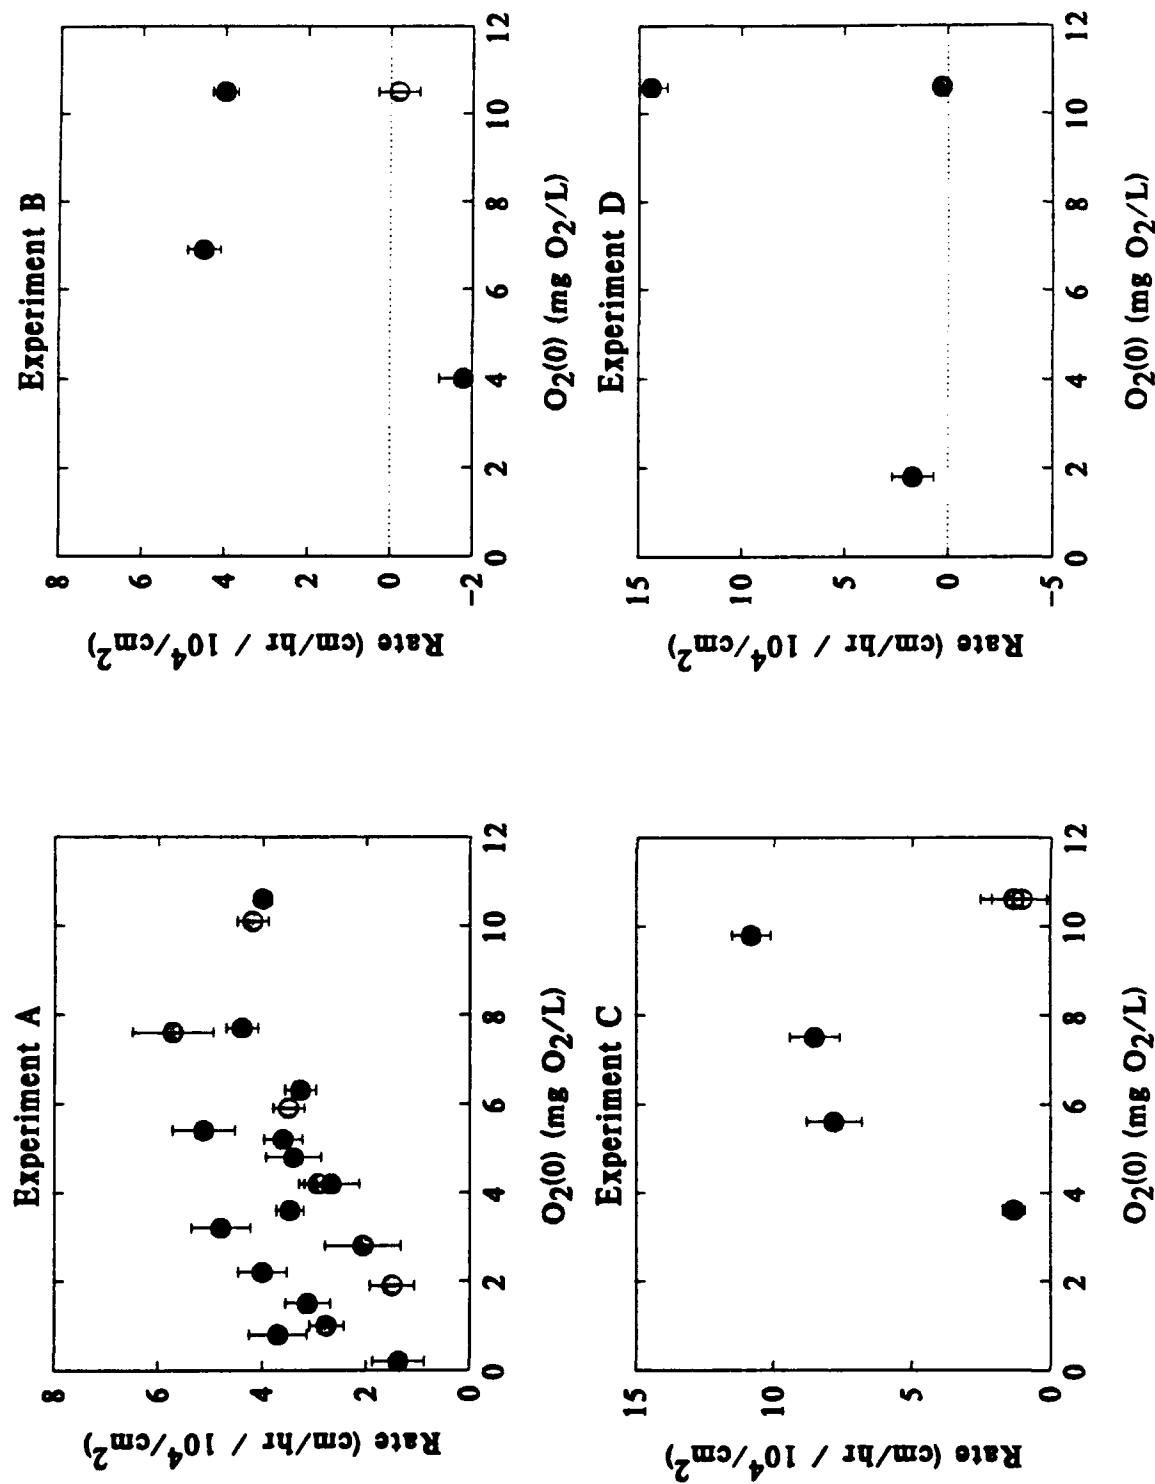 Experiment A
Rate (cm/hr / 10⁴/cm²)
8
6
4
2
0
0 2 4 6 8 10 12
O₂(0) (mg O₂/L)
Experiment B
Rate (cm/hr / 10⁴/cm²)
8
6
4
2
0
-2
0 2 4 6 8 10 12
O₂(0) (mg O₂/L)
Experiment C
Rate (cm/hr / 10⁴/cm²)
15
10
5
0
0 2 4 6 8 10 12
O₂(0) (mg O₂/L)
Experiment D
Rate (cm/hr / 10⁴/cm²)
15
10
5
0
-5
0 2 4 6 8 10 12
O₂(0) (mg O₂/L)